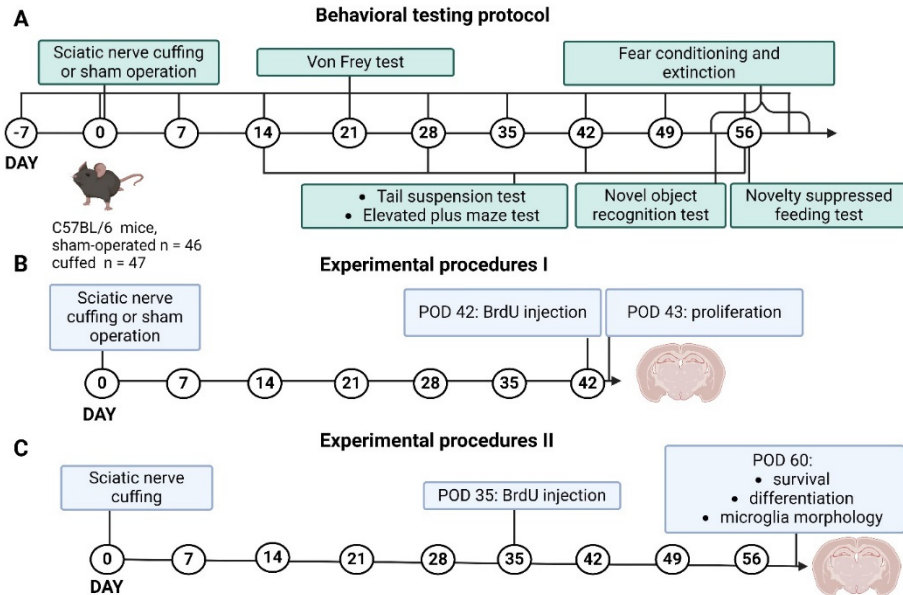 A
Behavioral testing protocol
Sciatic nerve cuffing
or sham operation
Von Frey test
Fear conditioning and
extinction
-7 0 7 14 21 28 35 42 49 56
DAY
• Tail suspension test
• Elevated plus maze test
Novel object
recognition test
Novelty suppressed
feeding test
C57BL/6 mice,
sham-operated n = 46
cuffed n = 47
B
Experimental procedures I
Sciatic nerve
cuffing or sham
operation
POD 42: BrdU injection
POD 43: proliferation
0 7 14 21 28 35 42
DAY
Experimental procedures II
C
Sciatic nerve
cuffing
POD 35: BrdU injection
POD 60:
• survival
• differentiation
• microglia morphology
0 7 14 21 28 35 42 49 56
DAY